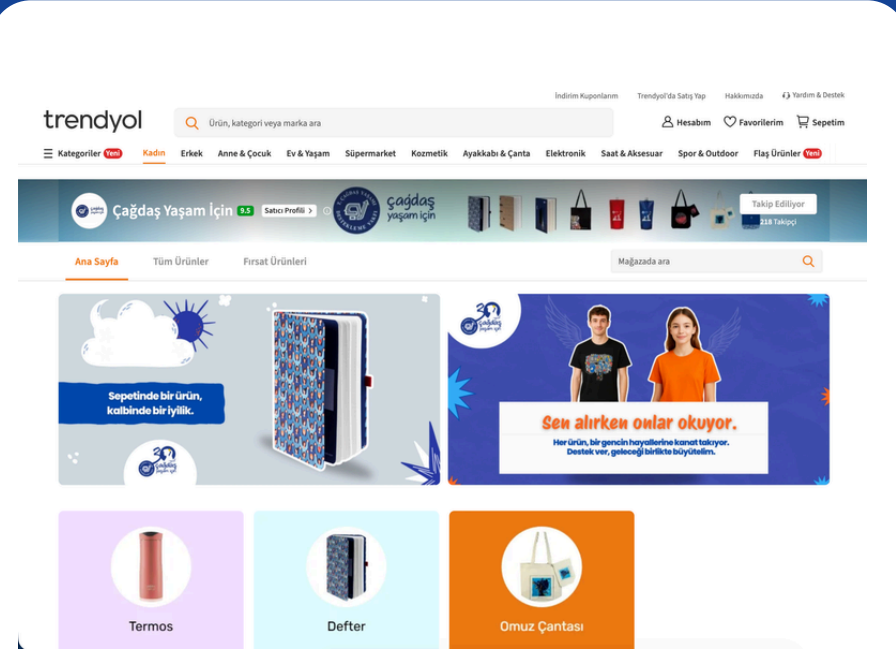 İndirim Kuponlarım Trendyol'da Satış Yap Hakkımızda Yardım & Destek
trendyol
Ürün, kategori veya marka ara
Hesabım Favorilerim Sepetim
Kategoriler Yeni Kadın Erkek Anne & Çocuk Ev & Yaşam Süpermarket Kozmetik Ayakkabı & Çanta Elektronik Saat & Aksesuar Spor & Outdoor Flaş Ürünler Yeni
Çağdaş Yaşam İçin 9.5 Satıcı Profili >
çağdaş
yaşam için
Takip Ediliyor
218 Takipçi
Ana Sayfa Tüm Ürünler Fırsat Ürünleri
Mağazada ara
Sepetinde bir ürün,
kalbinde bir iyilik.
Sen alırken onlar okuyor.
Her ürün, bir gencin hayallerine kanat takıyor.
Destek ver, geleceği birlikte büyütelim.
Termos Defter Omuz Çantası